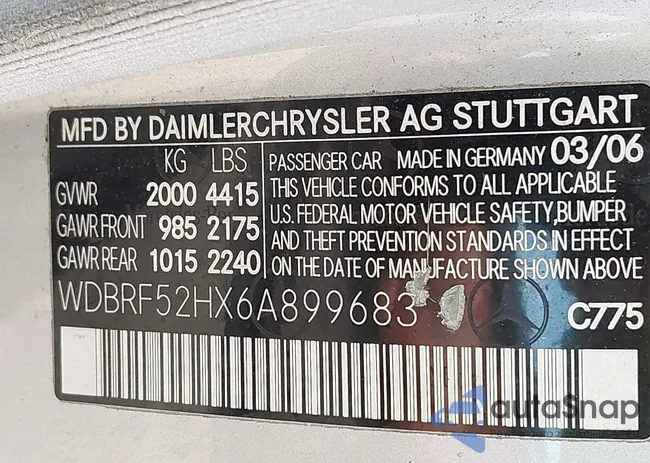 MFD BY DAIMLERCHRYSLER AG STUTTGART
KG LBS
GVWR 2000 4415
GAWR FRONT 985 2175
GAWR REAR 1015 2240
PASSENGER CAR MADE IN GERMANY 03/06
THIS VEHICLE CONFORMS TO ALL APPLICABLE
U.S. FEDERAL MOTOR VEHICLE SAFETY,BUMPER
AND THEFT PREVENTION STANDARDS IN EFFECT
ON THE DATE OF MANUFACTURE SHOWN ABOVE
WDBRF52HX6A899683
C775
autoSnap